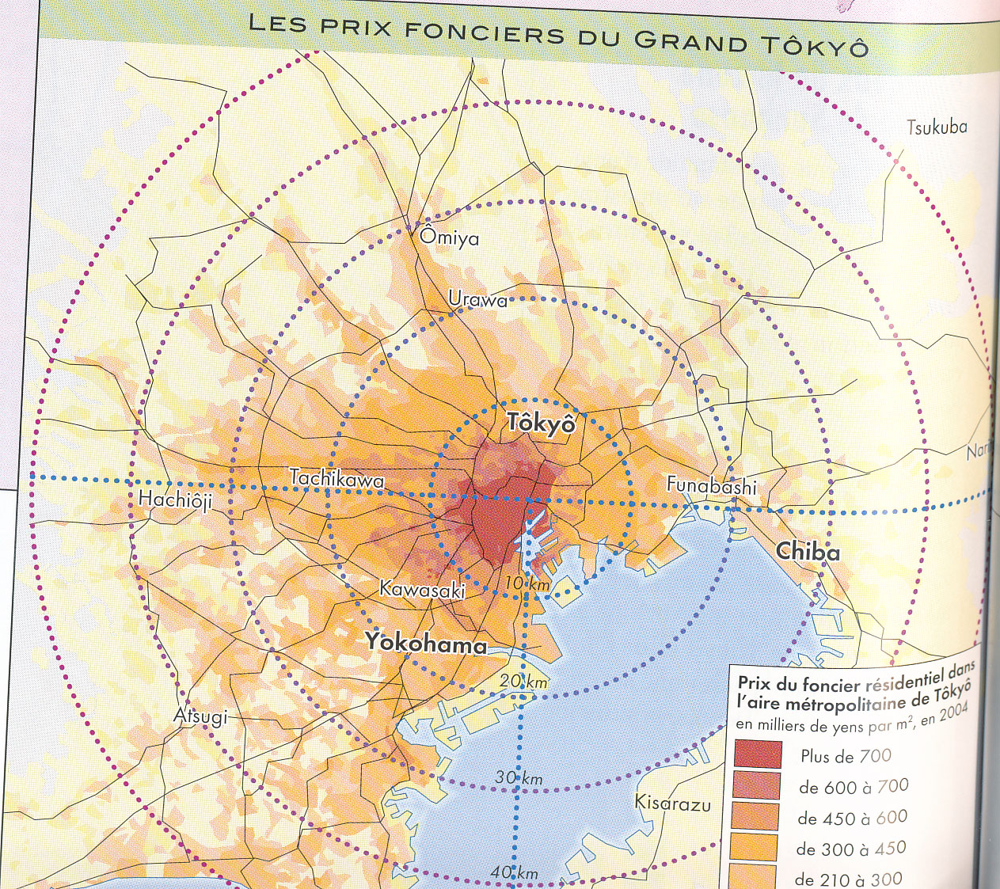 LES PRIX FONCIERS DU GRAND TÔKYÔ
Tsukuba
Ômiya
Urawa
Tôkyô
Tachikawa
Funabashi
Hachiôji
Chiba
Kawasaki
10 km
Yokohama
20 km
Atsugi
30 km
Kisarazu
40 km
Prix du foncier résidentiel dans
l'aire métropolitaine de Tôkyô
en milliers de yens par m², en 2004
Plus de 700
de 600 à 700
de 450 à 600
de 300 à 450
de 210 à 300